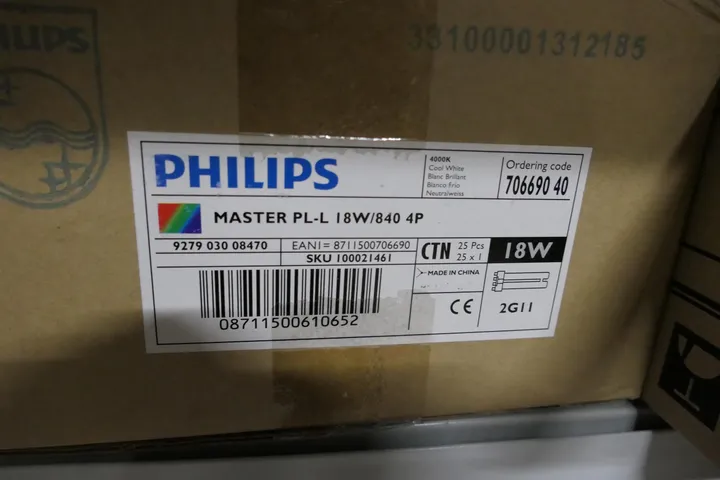 PHILIPS
33100001312185
PHILIPS
4000K
Cool White
Blanc Brillant
Bianco frío
Neutralweiss
Ordering code
706690 40
MASTER PL-L 18W/840 4P
9279 030 08470
EAN1= 8711500706690
SKU 100021461
CTN
25 Pcs
25 x 1
18W
MADE IN CHINA
08711500610652
CE
2G11